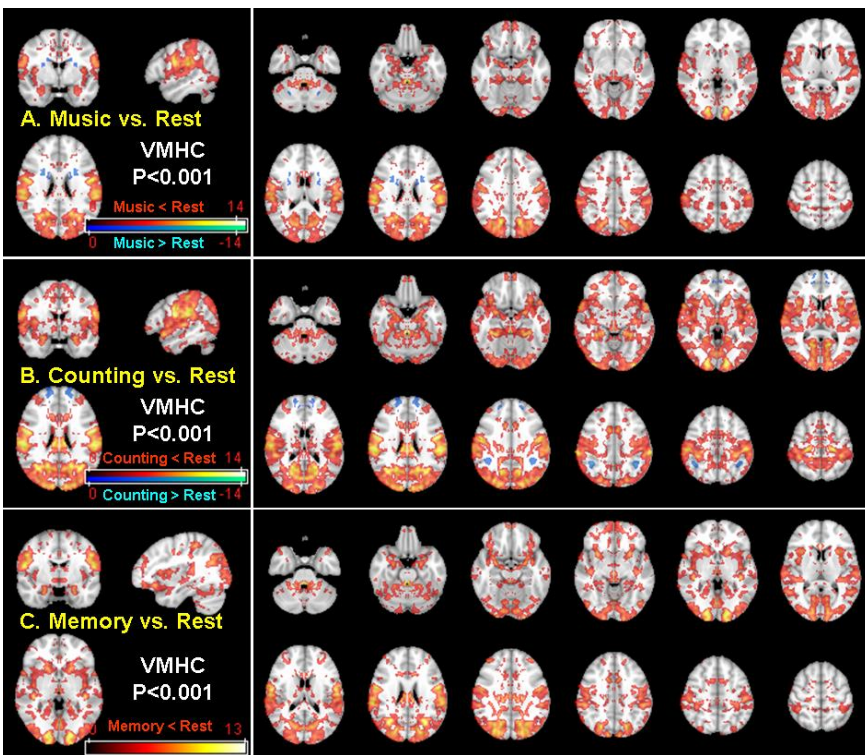 A. Music vs. Rest
VMHC
P<0.001
Music < Rest 14
0 Music > Rest -14
B. Counting vs. Rest
VMHC
P<0.001
Counting < Rest 14
0 Counting > Rest -14
C. Memory vs. Rest
VMHC
P<0.001
Memory < Rest 13